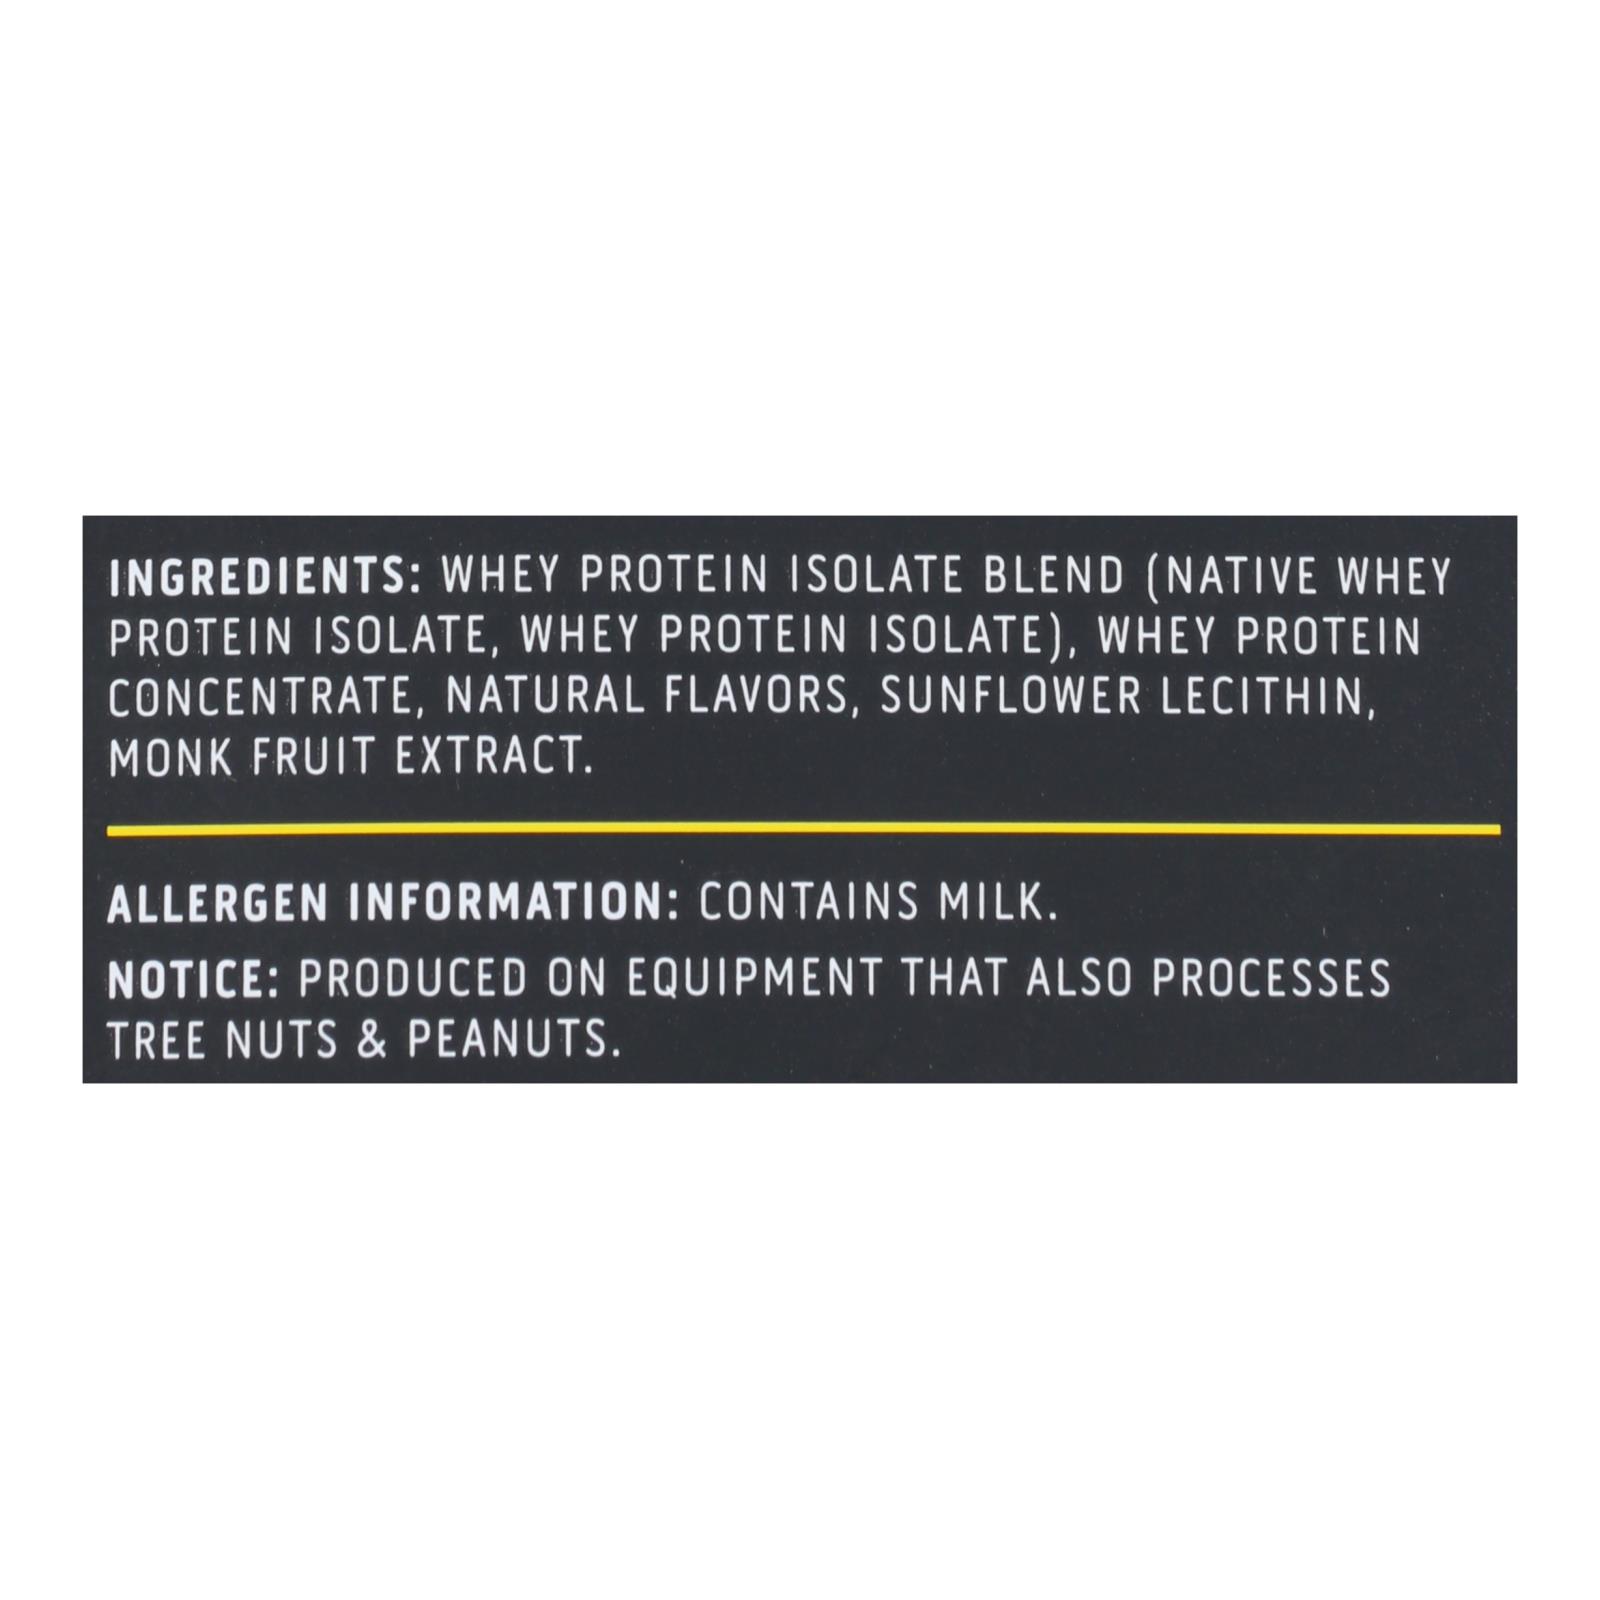 INGREDIENTS: WHEY PROTEIN ISOLATE BLEND (NATIVE WHEY
PROTEIN ISOLATE, WHEY PROTEIN ISOLATE), WHEY PROTEIN
CONCENTRATE, NATURAL FLAVORS, SUNFLOWER LECITHIN,
MONK FRUIT EXTRACT.
ALLERGEN INFORMATION: CONTAINS MILK.
NOTICE: PRODUCED ON EQUIPMENT THAT ALSO PROCESSES
TREE NUTS & PEANUTS.